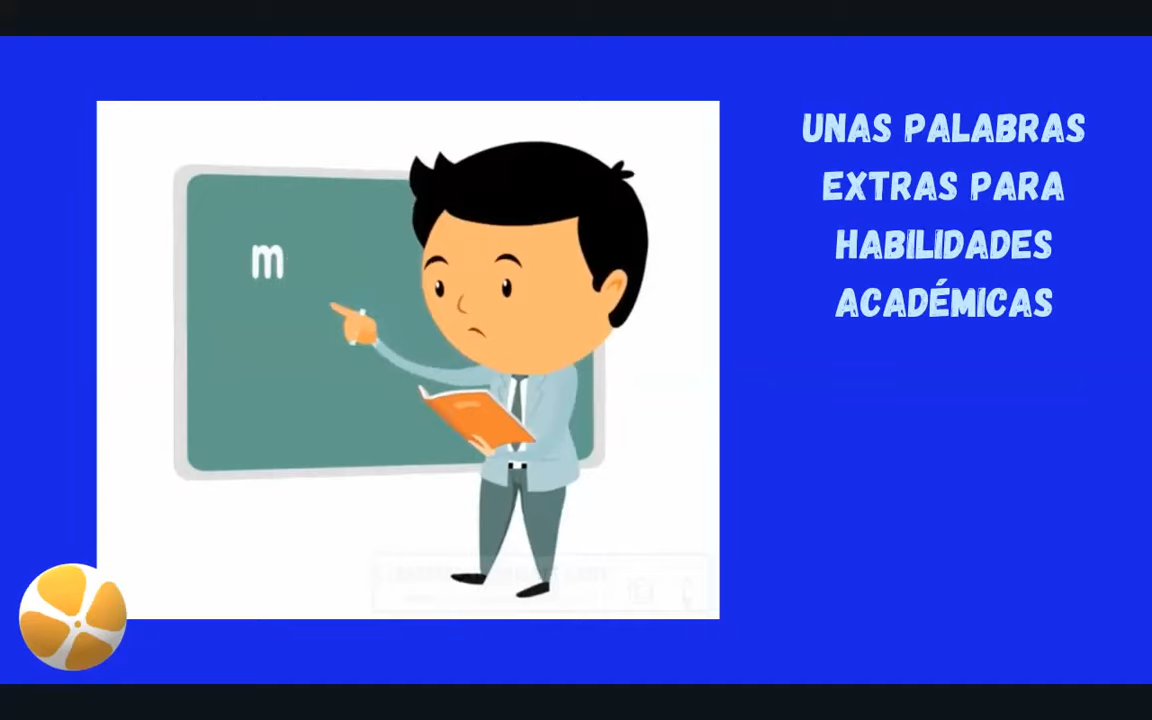 m
UNAS PALABRAS
EXTRAS PARA
HABILIDADES
ACADÉMICAS